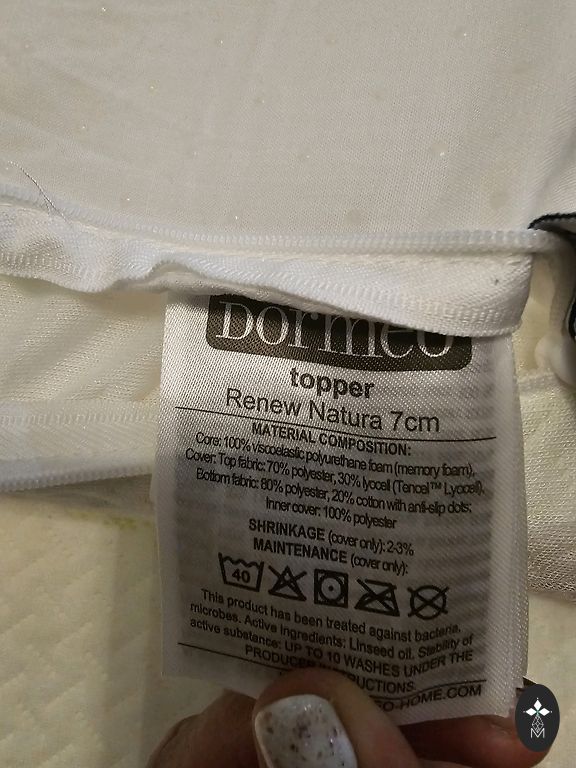 Dormeo
topper
Renew Natura 7cm
MATERIAL COMPOSITION:
Core: 100% viscoelastic polyurethane foam (memory foam),
Cover: Top fabric: 70% polyester, 30% lyocell (Tencel™ Lyocell),
Bottom fabric: 80% polyester, 20% cotton with anti-slip dots;
Inner cover: 100% polyester
SHRINKAGE (cover only): 2-3%
MAINTENANCE (cover only):
40
This product has been treated against bacteria,
microbes. Active ingredients: Linseed oil. Stability of
active substance: UP TO 10 WASHES UNDER THE
PRODUCER INSTRUCTIONS
O-HOME.COM